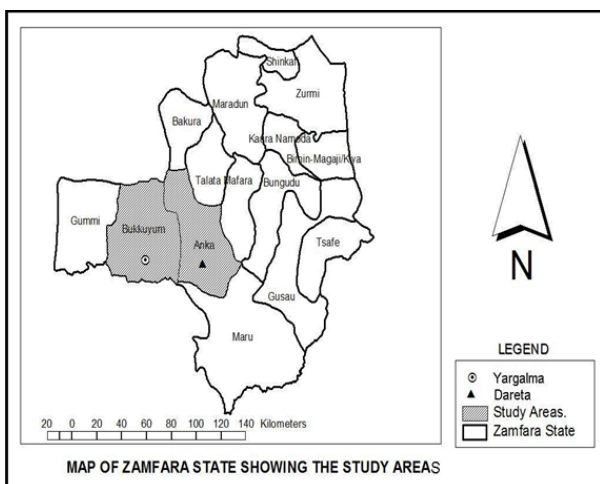 Shinkafi
Zurmi
Maradun
Bakura
Kaura Namoda
Birnin-Magaji/Kiya
Talata Mafara
Bungudu
Gummi
Bukkuyum
Anka
Tsafe
Gusau
Maru
N
LEGEND
Yargalma
Dareta
Study Areas.
Zamfara State
20 0 20 40 60 80 100 120 140 Kilometers
MAP OF ZAMFARA STATE SHOWING THE STUDY AREAS